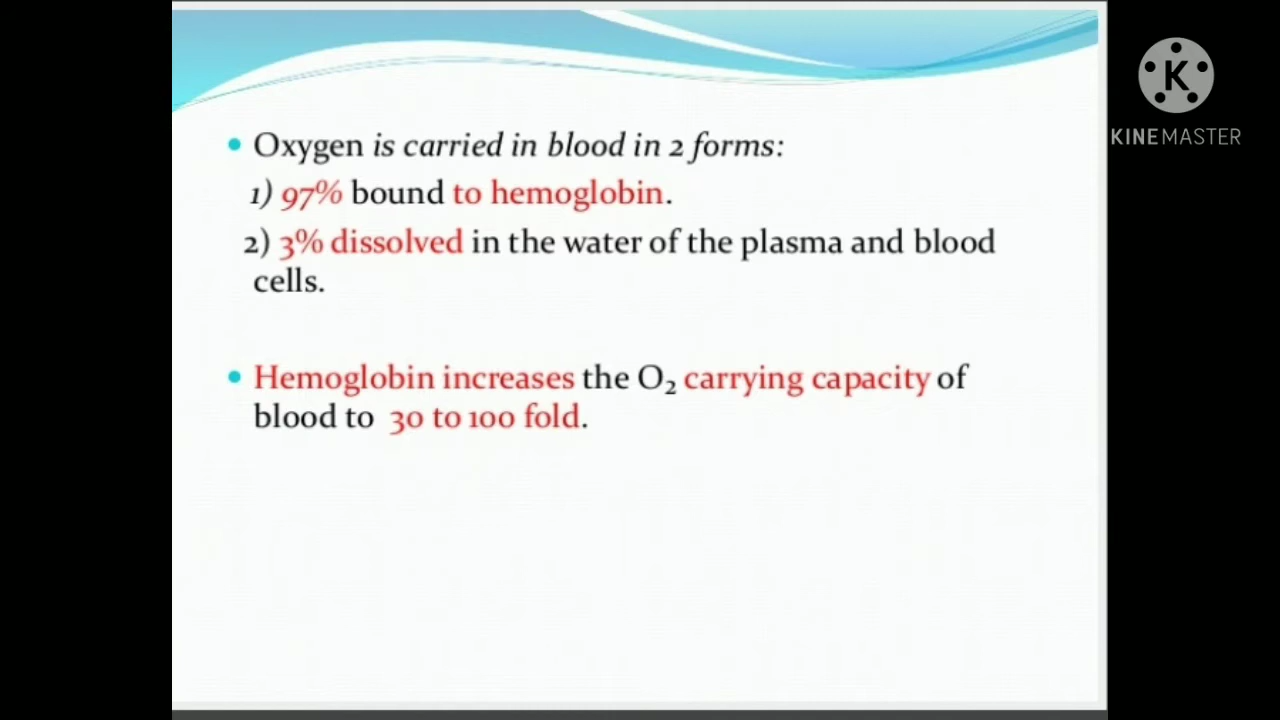 Oxygen is carried in blood in 2 forms:
1) 97% bound to hemoglobin.
2) 3% dissolved in the water of the plasma and blood
cells.
Hemoglobin increases the O₂ carrying capacity of
blood to 30 to 100 fold.
K
KINEMASTER